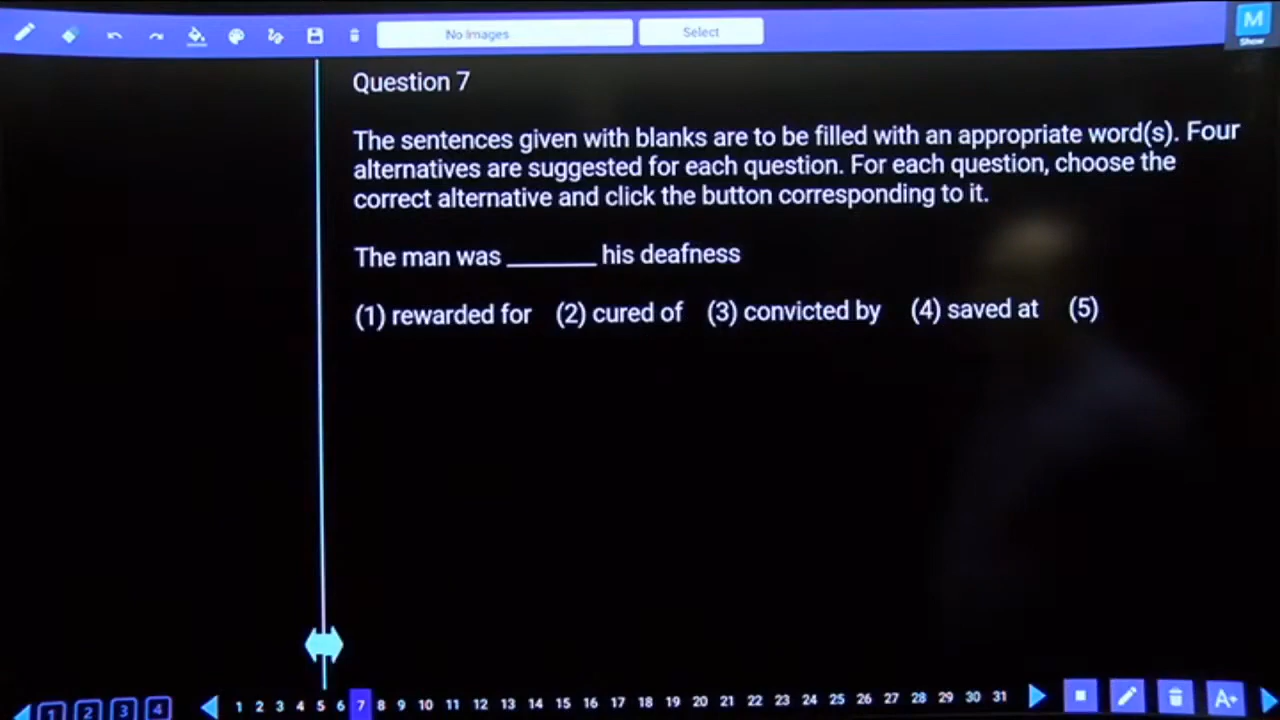 No Images
Select
M
Show
Question 7
The sentences given with blanks are to be filled with an appropriate word(s). Four
alternatives are suggested for each question. For each question, choose the
correct alternative and click the button corresponding to it.
The man was _______ his deafness
(1) rewarded for (2) cured of (3) convicted by (4) saved at (5)
1 2 3 4
1 2 3 4 5 6 7 8 9 10 11 12 13 14 15 16 17 18 19 20 21 22 23 24 25 26 27 28 29 30 31
A+